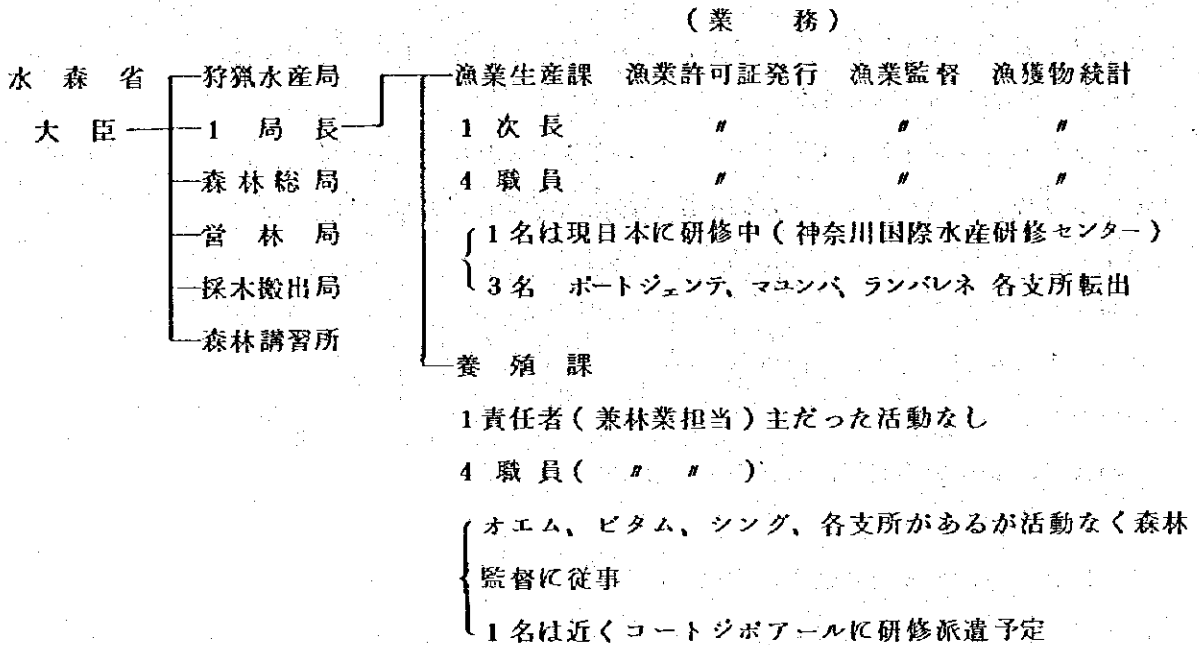 (業 務)
水 森 省 狩猟水産局 漁業生産課 漁業許可証発行 漁業監督 漁獲物統計
大 臣 1 局 長 1 次 長 〃 〃 〃
森林総局 4 職 員 〃 〃 〃
営 林 局 1名は現日本に研修中(神奈川国際水産研修センター)
採木搬出局 3名 ポートジェンテ、マユンバ、ランバレネ 各支所転出
森林講習所
養 殖 課
1責任者(兼林業担当)主だった活動なし
4 職 員( 〃 〃 )
オエム、ビタム、シング、各支所があるが活動なく森林
監督に従事
1名は近くコートジボアールに研修派遣予定